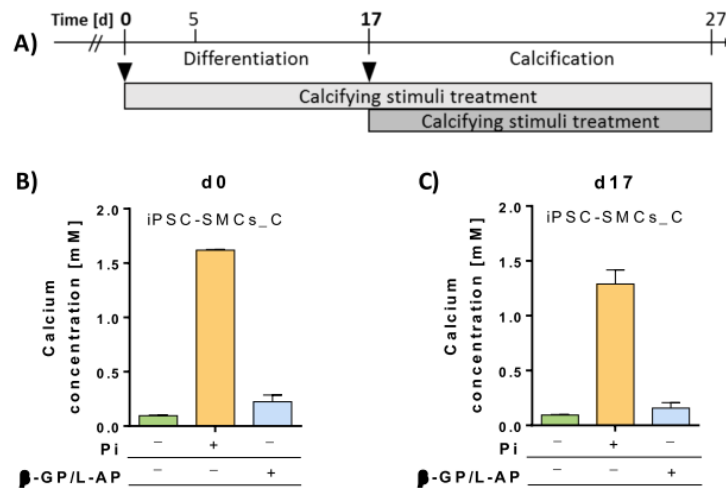 Time [d] 0 5 17 27
A)
Differentiation Calcification
Calcifying stimuli treatment
Calcifying stimuli treatment
B) d0
iPSC-SMCs_C
Calcium
concentration [mM]
2.0
1.5
1.0
0.5
0.0
Pi – + –
β-GP/L-AP – – +
C) d17
iPSC-SMCs_C
Calcium
concentration [mM]
2.0
1.5
1.0
0.5
0.0
Pi – + –
β-GP/L-AP – – +